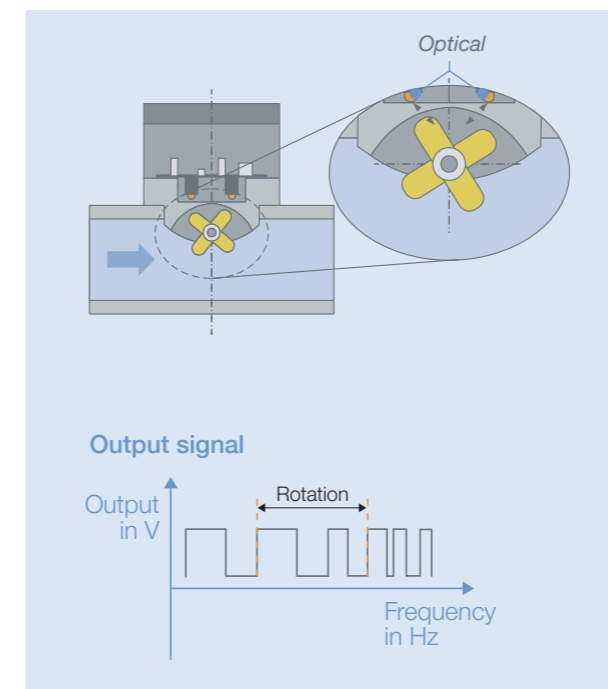 Optical
Output signal
Output
in V
Rotation
Frequency
in Hz